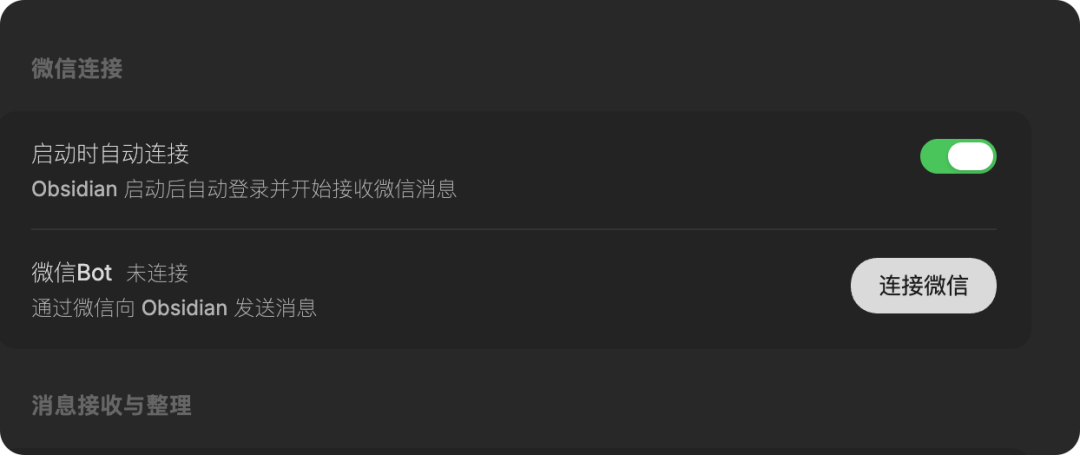 微信连接
启动时自动连接
Obsidian 启动后自动登录并开始接收微信消息
微信Bot 未连接
连接微信
通过微信向 Obsidian 发送消息
消息接收与整理